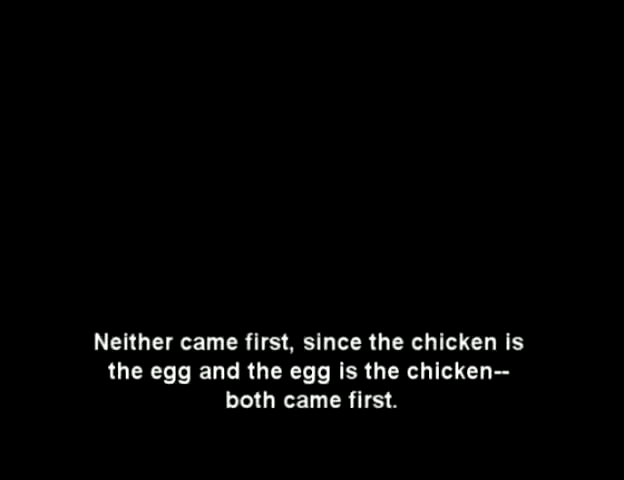 Neither came first, since the chicken is
the egg and the egg is the chicken--
both came first.